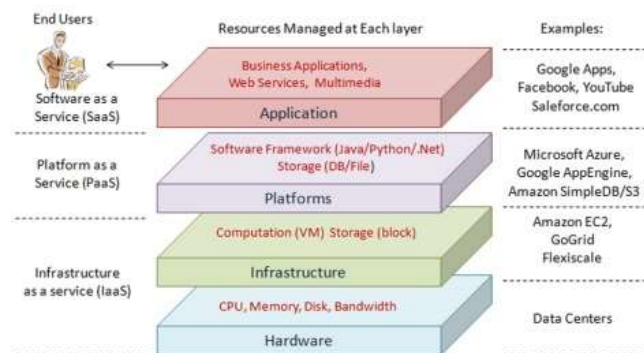 End Users
Resources Managed at Each layer
Examples:
Software as a
Service (SaaS)
Business Applications,
Web Services, Multimedia
Application
Google Apps,
Facebook, YouTube
Saleforce.com
Platform as a
Service (PaaS)
Software Framework (Java/Python/.Net)
Storage (DB/File)
Platforms
Microsoft Azure,
Google AppEngine,
Amazon SimpleDB/S3
Infrastructure
as a service (IaaS)
Computation (VM) Storage (block)
Infrastructure
Amazon EC2,
GoGrid
Flexiscale
CPU, Memory, Disk, Bandwidth
Hardware
Data Centers